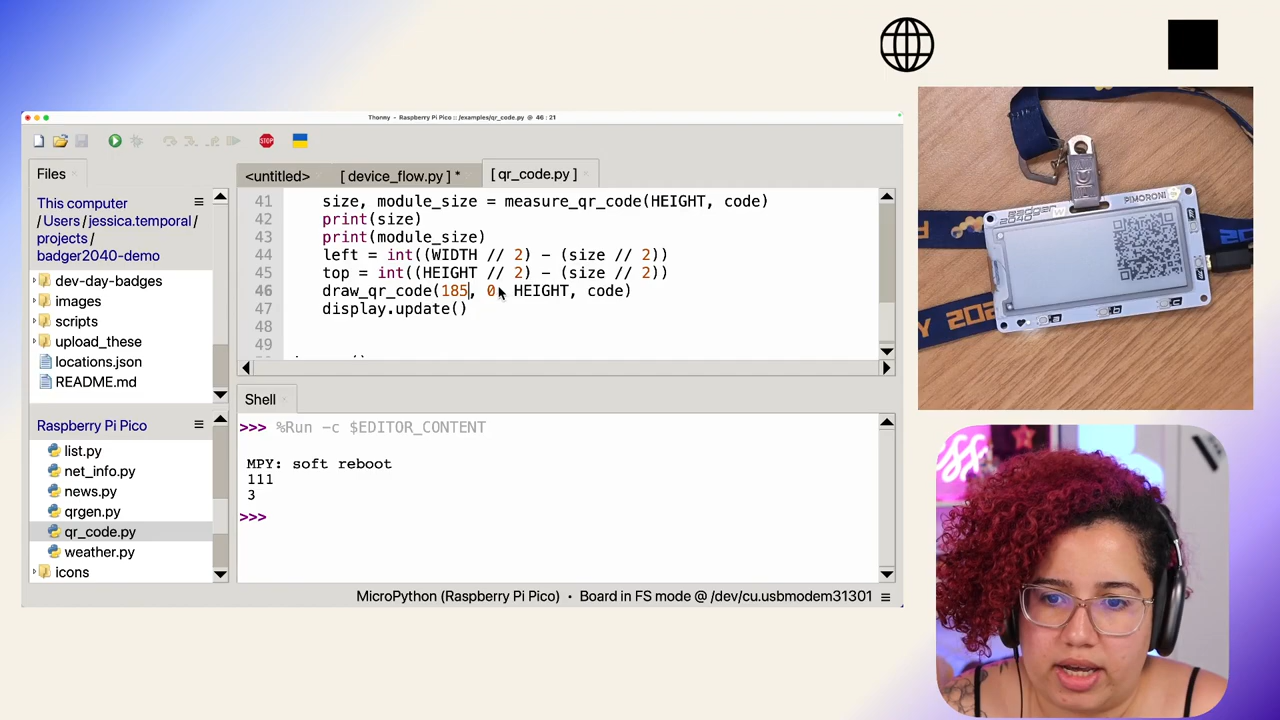 Thonny - Raspberry Pi Pico :: /examples/qr_code.py @ 46 : 21
STOP
Files
This computer
/ Users / jessica.temporal /
projects /
badger2040-demo
dev-day-badges
images
scripts
upload_these
locations.json
README.md
Raspberry Pi Pico
list.py
net_info.py
news.py
qrgen.py
qr_code.py
weather.py
icons
<untitled>
[ device_flow.py ] *
[ qr_code.py ]
41 size, module_size = measure_qr_code(HEIGHT, code)
42 print(size)
43 print(module_size)
44 left = int((WIDTH // 2) - (size // 2))
45 top = int((HEIGHT // 2) - (size // 2))
46 draw_qr_code(185, 0 HEIGHT, code)
47 display.update()
48
49
Shell
>>> %Run -c $EDITOR_CONTENT
MPY: soft reboot
111
3
>>>
MicroPython (Raspberry Pi Pico) • Board in FS mode @ /dev/cu.usbmodem31301
PIMORONI
badger
2040
W
a
b
c